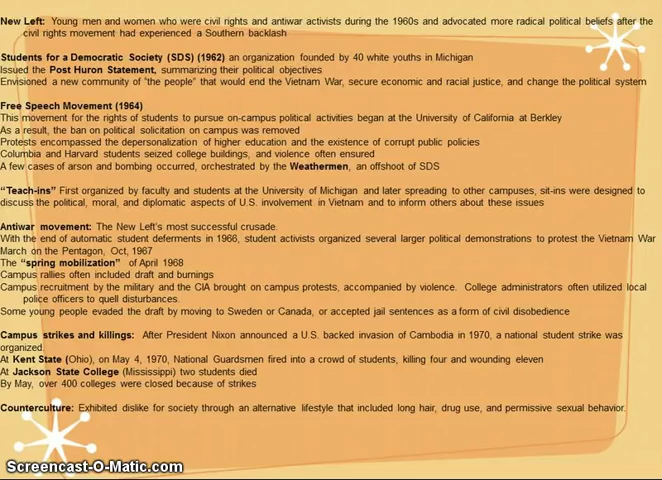 New Left: Young men and women who were civil rights and antiwar activists during the 1960s and advocated more radical political beliefs after the
civil rights movement had experienced a Southern backlash
Students for a Democratic Society (SDS) (1962) an organization founded by 40 white youths in Michigan
Issued the Post Huron Statement, summarizing their political objectives
Envisioned a new community of "the people" that would end the Vietnam War, secure economic and racial justice, and change the political system
Free Speech Movement (1964)
This movement for the rights of students to pursue on-campus political activities began at the University of California at Berkley
As a result, the ban on political solicitation on campus was removed
Protests encompassed the depersonalization of higher education and the existence of corrupt public policies
Columbia and Harvard students seized college buildings, and violence often ensured
A few cases of arson and bombing occurred, orchestrated by the Weathermen, an offshoot of SDS
"Teach-ins" First organized by faculty and students at the University of Michigan and later spreading to other campuses, sit-ins were designed to
discuss the political, moral, and diplomatic aspects of U.S. involvement in Vietnam and to inform others about these issues
Antiwar movement: The New Left's most successful crusade.
With the end of automatic student deferments in 1966, student activists organized several larger political demonstrations to protest the Vietnam War
March on the Pentagon, Oct, 1967
The "spring mobilization" of April 1968
Campus rallies often included draft and burnings
Campus recruitment by the military and the CIA brought on campus protests, accompanied by violence. College administrators often utilized local
police officers to quell disturbances.
Some young people evaded the draft by moving to Sweden or Canada, or accepted jail sentences as a form of civil disobedience
Campus strikes and killings: After President Nixon announced a U.S. backed invasion of Cambodia in 1970, a national student strike was
organized.
At Kent State (Ohio), on May 4, 1970, National Guardsmen fired into a crowd of students, killing four and wounding eleven
At Jackson State College (Mississippi) two students died
By May, over 400 colleges were closed because of strikes
Counterculture: Exhibited dislike for society through an alternative lifestyle that included long hair, drug use, and permissive sexual behavior.
Screencast-O-Matic.com